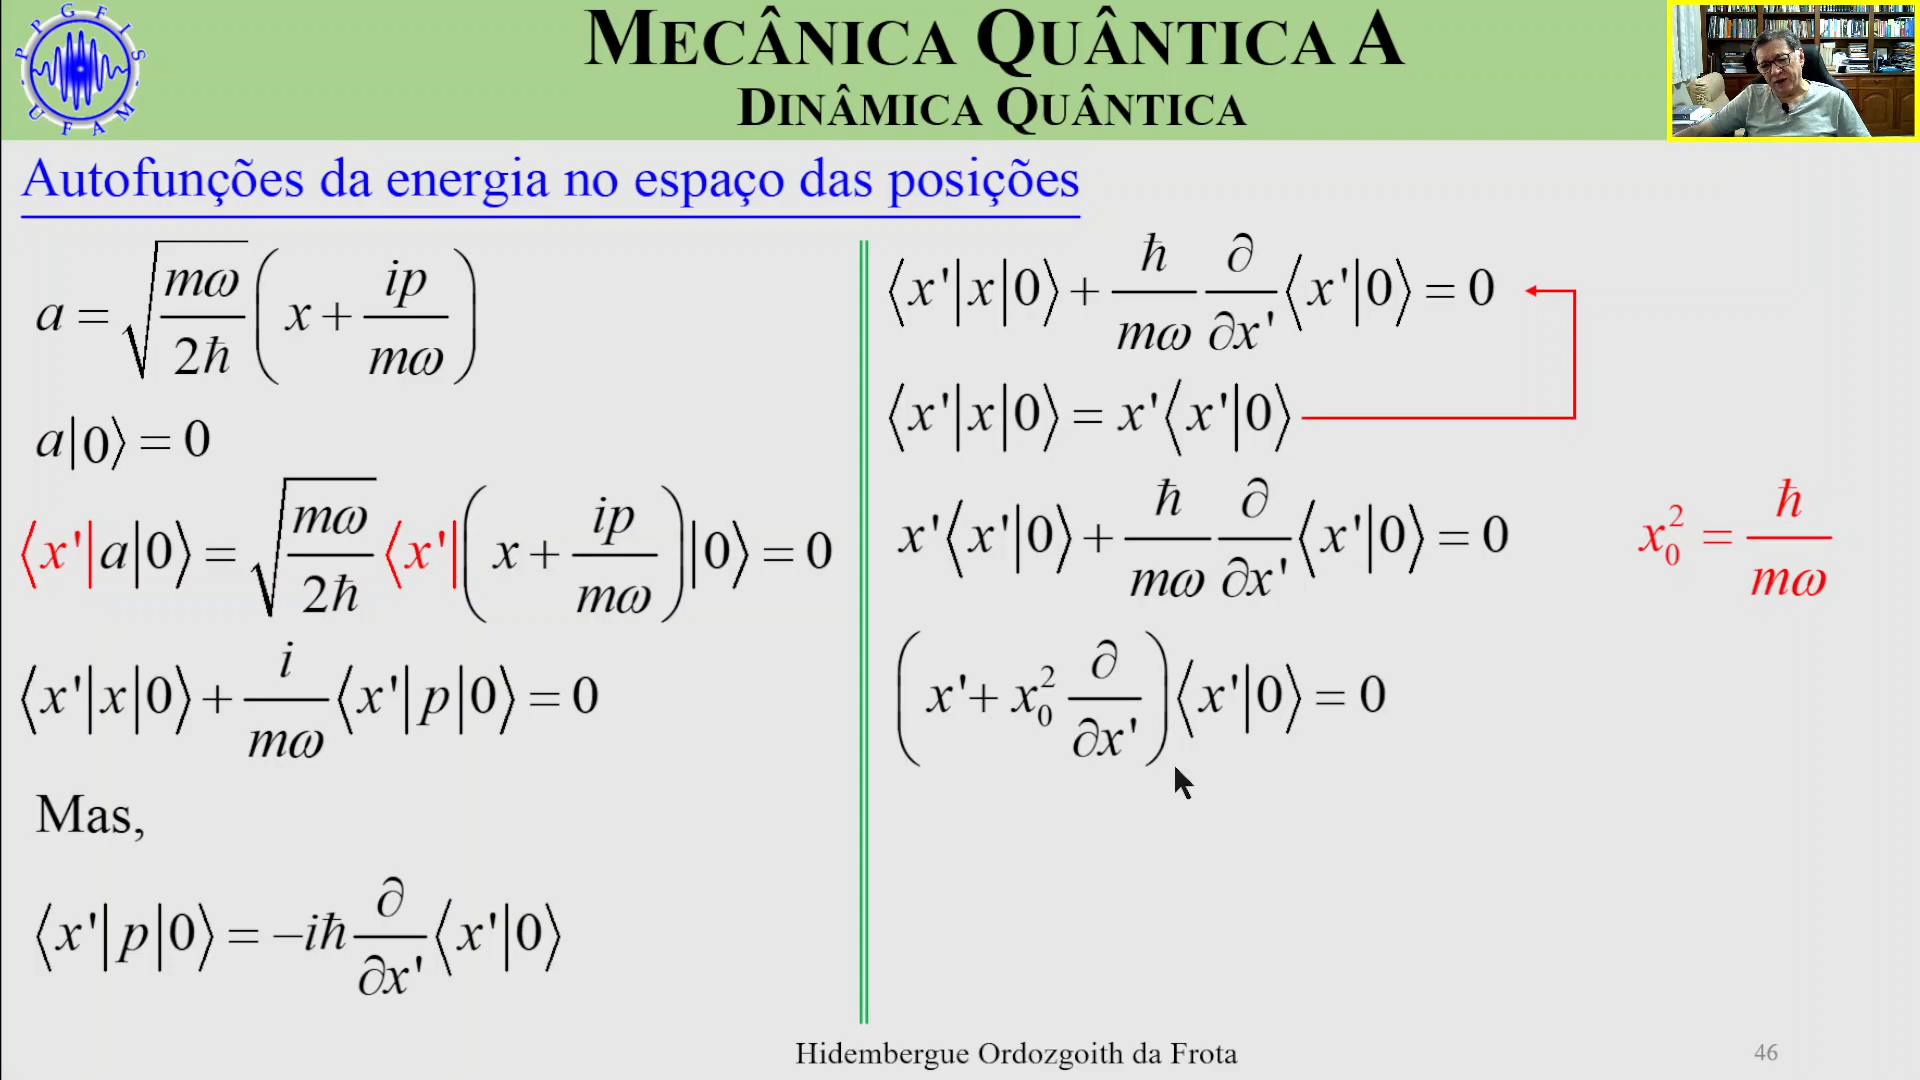 PPGFIS
UFAM
MECÂNICA QUÂNTICA A
DINÂMICA QUÂNTICA
Autofunções da energia no espaço das posições
a = √(mω/2ħ) ( x + ip/mω )
a|0⟩ = 0
⟨x'|a|0⟩ = √(mω/2ħ) ⟨x'|( x + ip/mω )|0⟩ = 0
⟨x'|x|0⟩ + i/mω ⟨x'|p|0⟩ = 0
Mas,
⟨x'|p|0⟩ = −iħ ∂/∂x' ⟨x'|0⟩
⟨x'|x|0⟩ + ħ/mω ∂/∂x' ⟨x'|0⟩ = 0
⟨x'|x|0⟩ = x'⟨x'|0⟩
x'⟨x'|0⟩ + ħ/mω ∂/∂x' ⟨x'|0⟩ = 0
x₀² = ħ/mω
( x' + x₀² ∂/∂x' )⟨x'|0⟩ = 0
Hidembergue Ordozgoith da Frota
46